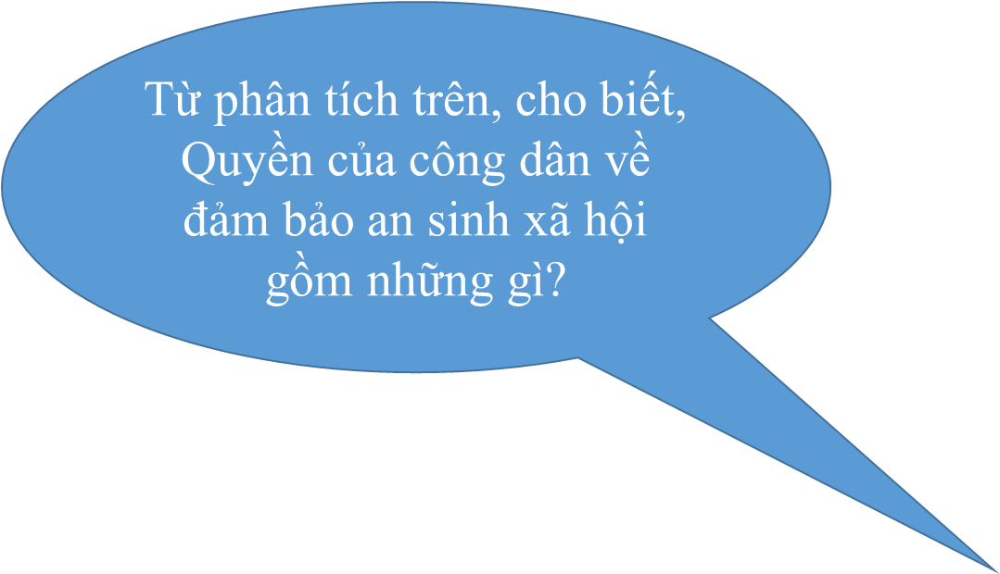 Từ phân tích trên, cho biết,
Quyền của công dân về
đảm bảo an sinh xã hội
gồm những gì?